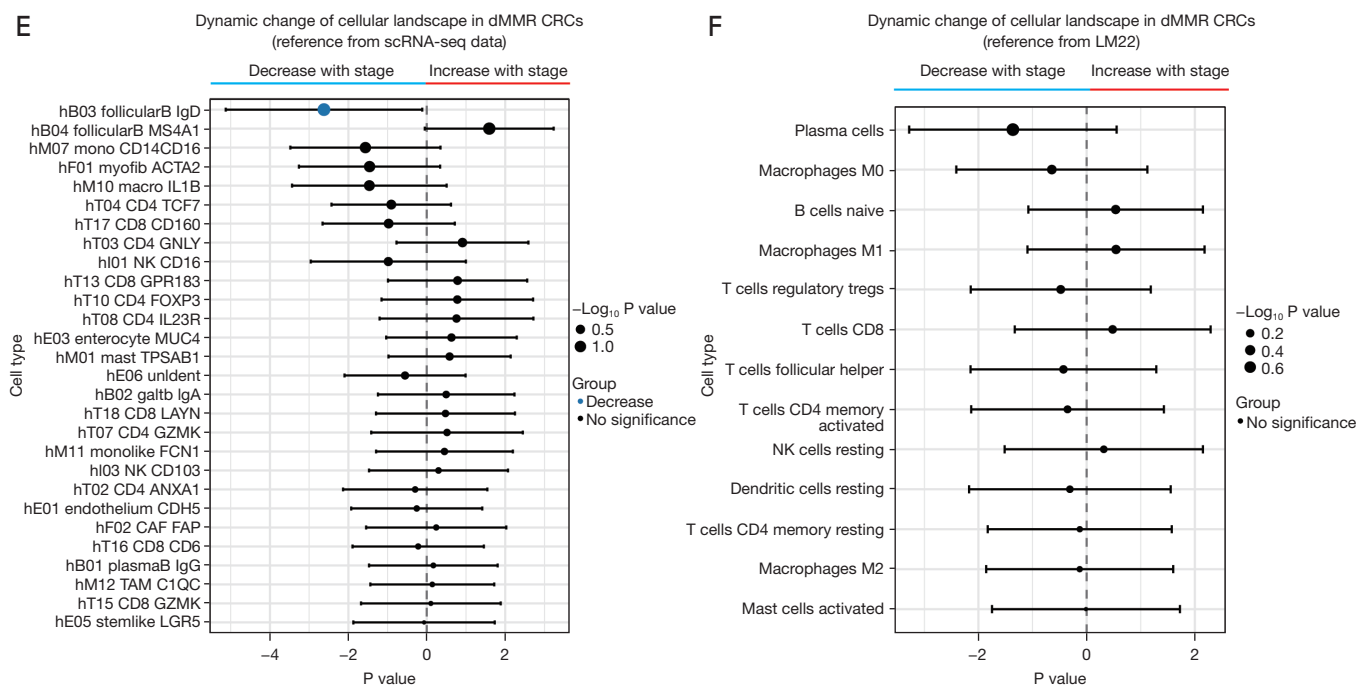 E
Dynamic change of cellular landscape in dMMR CRCs
(reference from scRNA-seq data)
Decrease with stage
Increase with stage
hB03 follicularB IgD
hB04 follicularB MS4A1
hM07 mono CD14CD16
hF01 myofib ACTA2
hM10 macro IL1B
hT04 CD4 TCF7
hT17 CD8 CD160
hT03 CD4 GNLY
hI01 NK CD16
hT13 CD8 GPR183
hT10 CD4 FOXP3
hT08 CD4 IL23R
hE03 enterocyte MUC4
hM01 mast TPSAB1
hE06 unIdent
hB02 galtb IgA
hT18 CD8 LAYN
hT07 CD4 GZMK
hM11 monolike FCN1
hI03 NK CD103
hT02 CD4 ANXA1
hE01 endothelium CDH5
hF02 CAF FAP
hT16 CD8 CD6
hB01 plasmaB IgG
hM12 TAM C1QC
hT15 CD8 GZMK
hE05 stemlike LGR5
Cell type
−4
−2
0
2
P value
−Log10 P value
0.5
1.0
Group
Decrease
No significance
F
Dynamic change of cellular landscape in dMMR CRCs
(reference from LM22)
Decrease with stage
Increase with stage
Plasma cells
Macrophages M0
B cells naive
Macrophages M1
T cells regulatory tregs
T cells CD8
T cells follicular helper
T cells CD4 memory
activated
NK cells resting
Dendritic cells resting
T cells CD4 memory resting
Macrophages M2
Mast cells activated
Cell type
−2
0
2
P value
−Log10 P value
0.2
0.4
0.6
Group
No significance